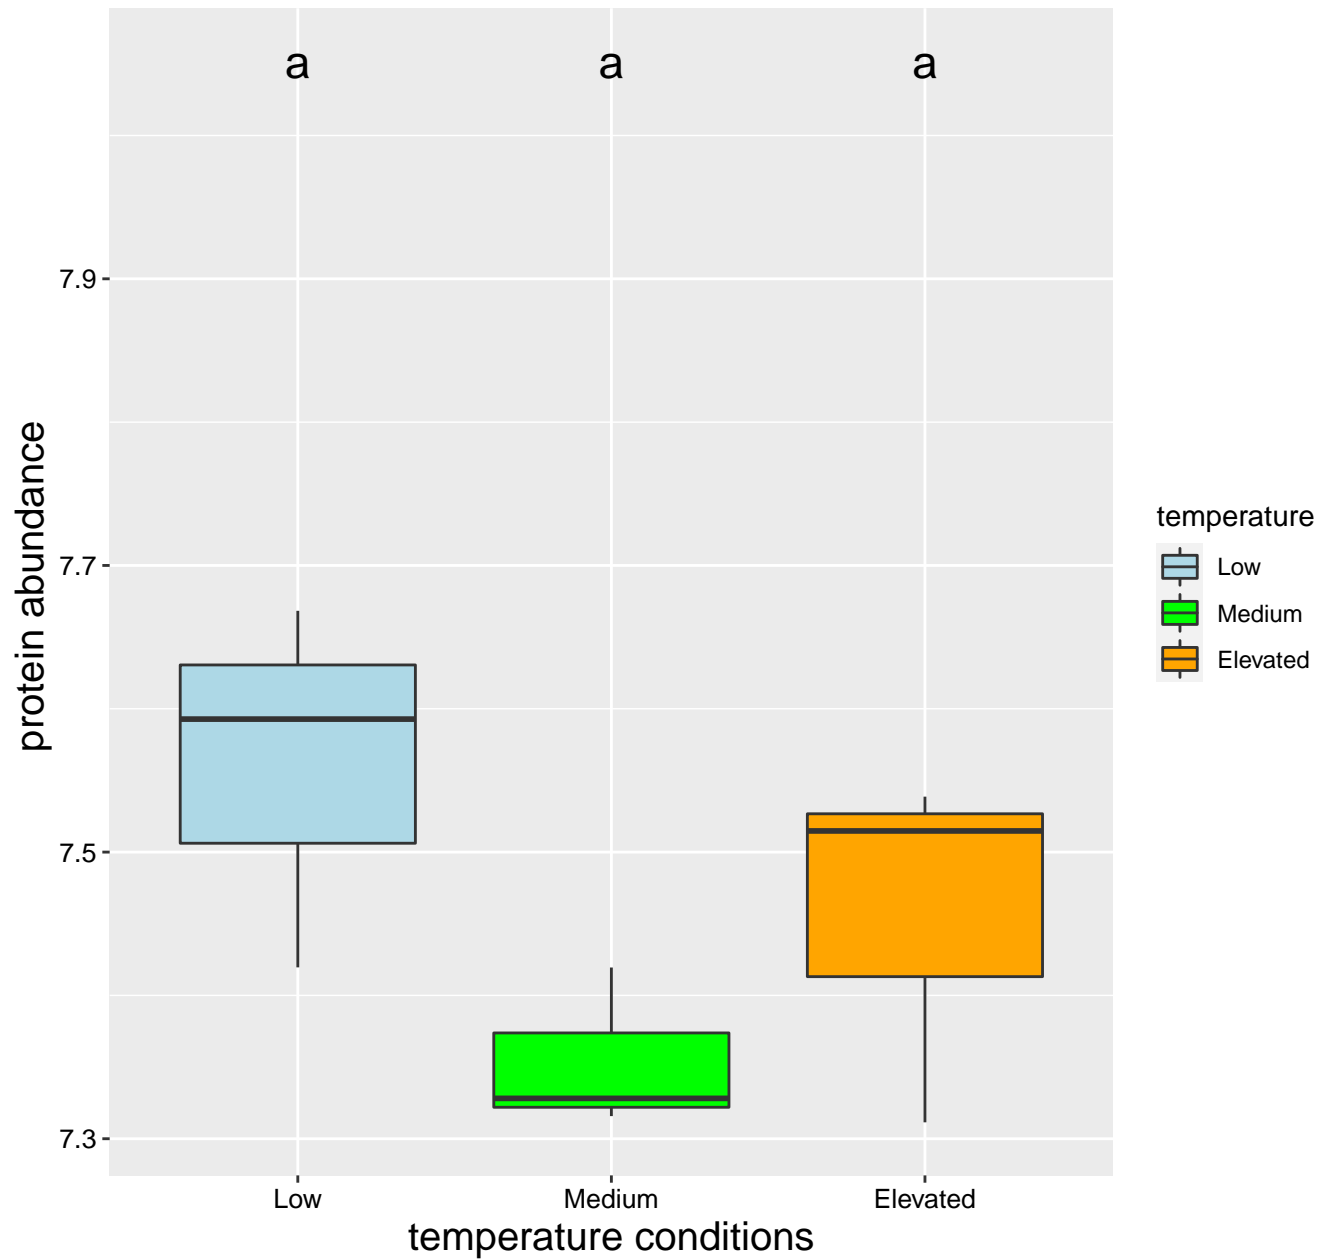 a a a
7.9
7.7
7.5
7.3
protein abundance
Low Medium Elevated
temperature conditions
temperature
Low
Medium
Elevated